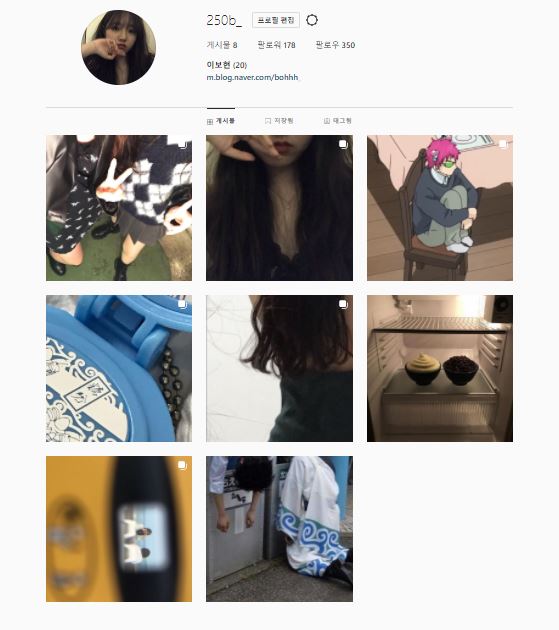 250b_ 프로필 편집
게시물 8 팔로워 178 팔로우 350
이보현 (20)
m.blog.naver.com/bohhh_
게시물 저장됨 태그됨